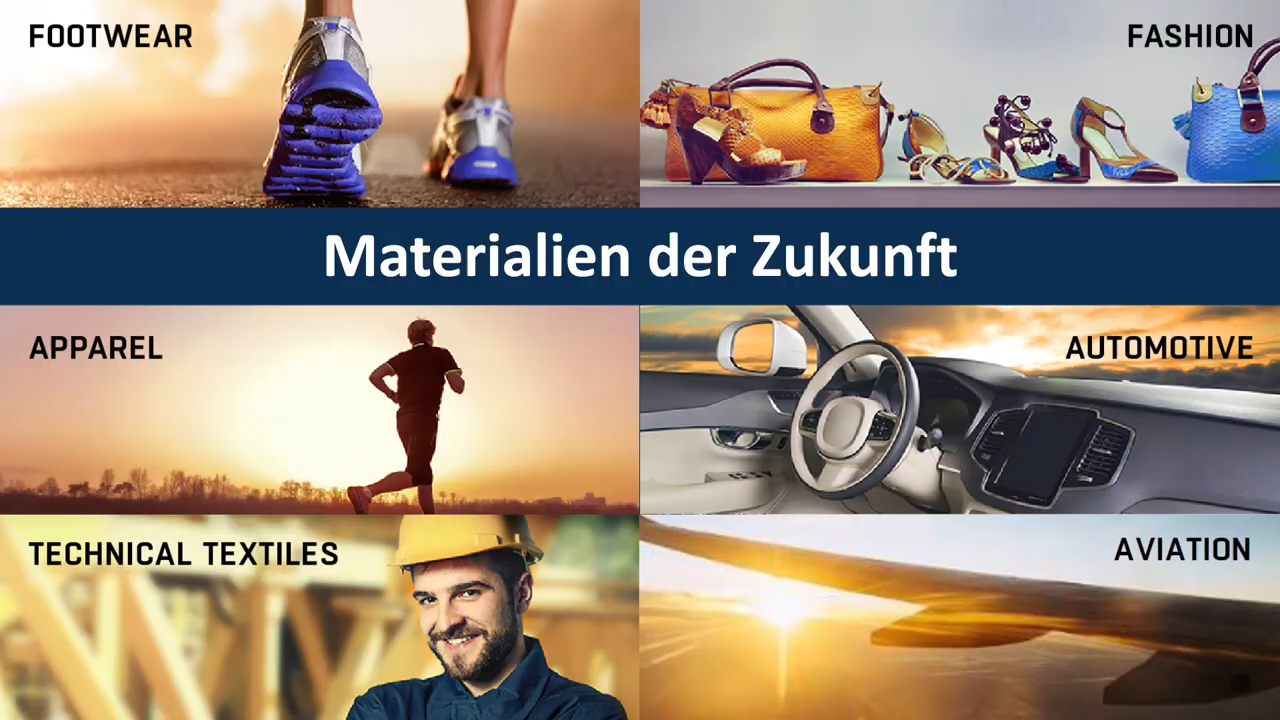 FOOTWEAR
FASHION
Materialien der Zukunft
APPAREL
AUTOMOTIVE
TECHNICAL TEXTILES
AVIATION